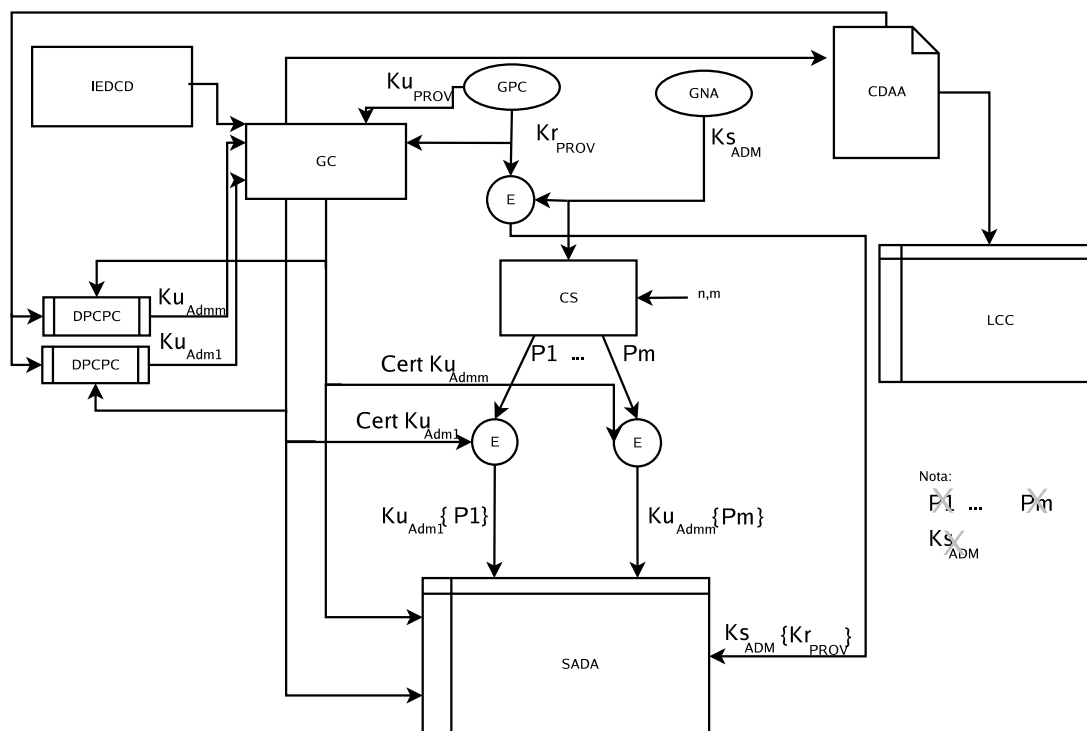 IEDCD
Ku PROV
GPC
GNA
CDAA
GC
Kr PROV
Ks ADM
E
CS
n,m
LCC
DPCPC
Ku Admm
DPCPC
Ku Adm1
P1 ... Pm
Cert Ku Admm
Cert Ku Adm1
E
E
Nota:
P1 ... Pm
Ks ADM
Ku Adm1 { P1}
Ku Admm {Pm}
Ks ADM {Kr PROV }
SADA